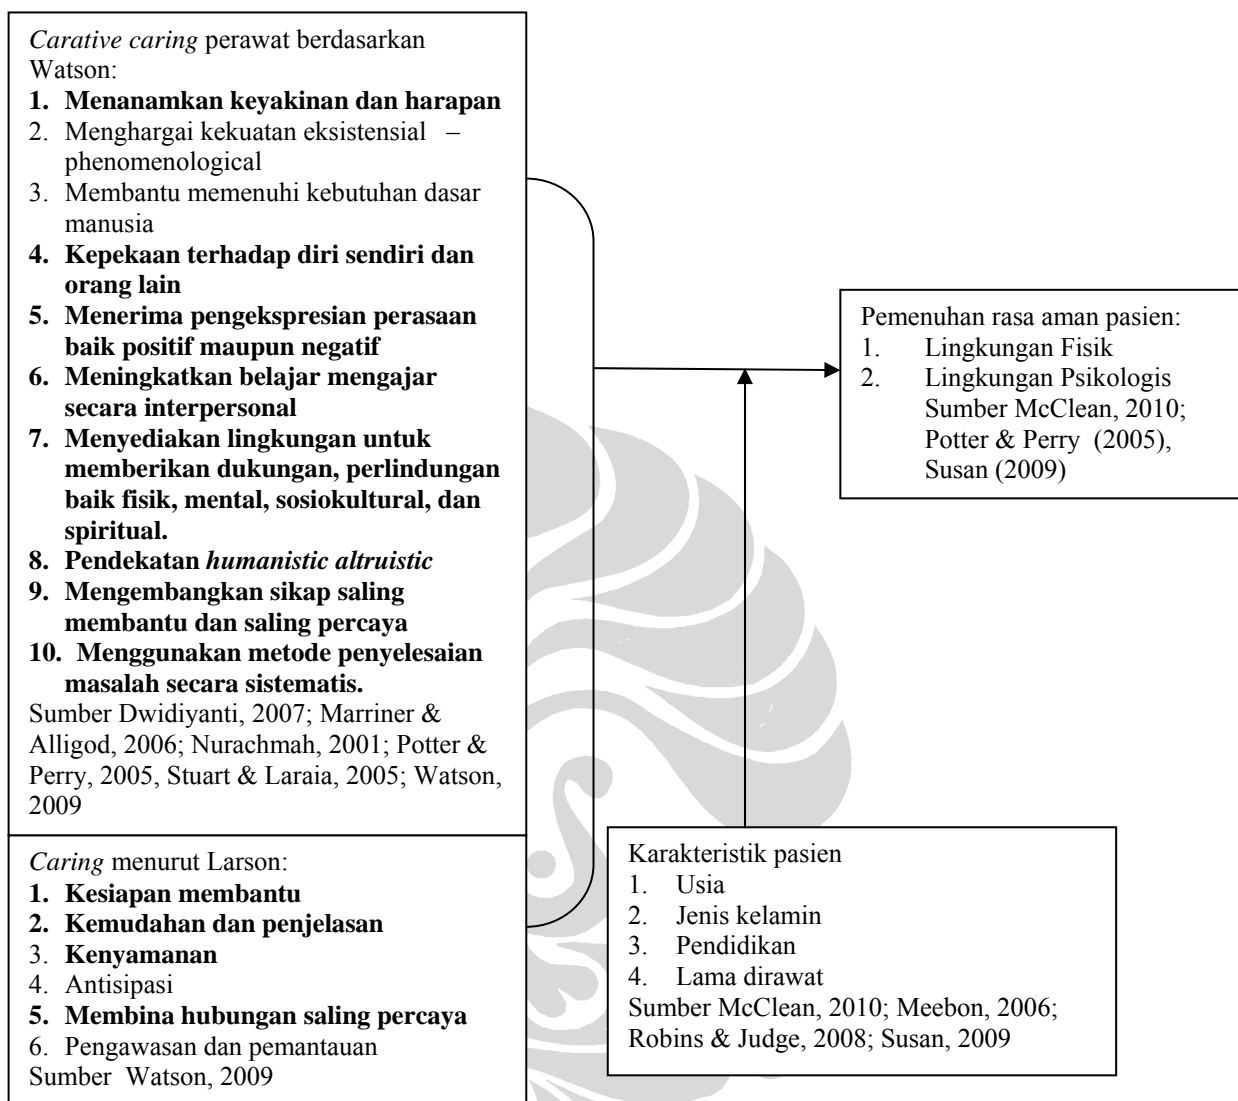 Carative caring perawat berdasarkan
Watson:
1. Menanamkan keyakinan dan harapan
2. Menghargai kekuatan eksistensial –
phenomenological
3. Membantu memenuhi kebutuhan dasar
manusia
4. Kepekaan terhadap diri sendiri dan
orang lain
5. Menerima pengekspresian perasaan
baik positif maupun negatif
6. Meningkatkan belajar mengajar
secara interpersonal
7. Menyediakan lingkungan untuk
memberikan dukungan, perlindungan
baik fisik, mental, sosiokultural, dan
spiritual.
8. Pendekatan humanistic altruistic
9. Mengembangkan sikap saling
membantu dan saling percaya
10. Menggunakan metode penyelesaian
masalah secara sistematis.
Sumber Dwidiyanti, 2007; Marriner &
Alligod, 2006; Nurachmah, 2001; Potter &
Perry, 2005, Stuart & Laraia, 2005; Watson,
2009
Caring menurut Larson:
1. Kesiapan membantu
2. Kemudahan dan penjelasan
3. Kenyamanan
4. Antisipasi
5. Membina hubungan saling percaya
6. Pengawasan dan pemantauan
Sumber Watson, 2009
Pemenuhan rasa aman pasien:
1. Lingkungan Fisik
2. Lingkungan Psikologis
Sumber McClean, 2010;
Potter & Perry (2005),
Susan (2009)
Karakteristik pasien
1. Usia
2. Jenis kelamin
3. Pendidikan
4. Lama dirawat
Sumber McClean, 2010; Meebon, 2006;
Robins & Judge, 2008; Susan, 2009